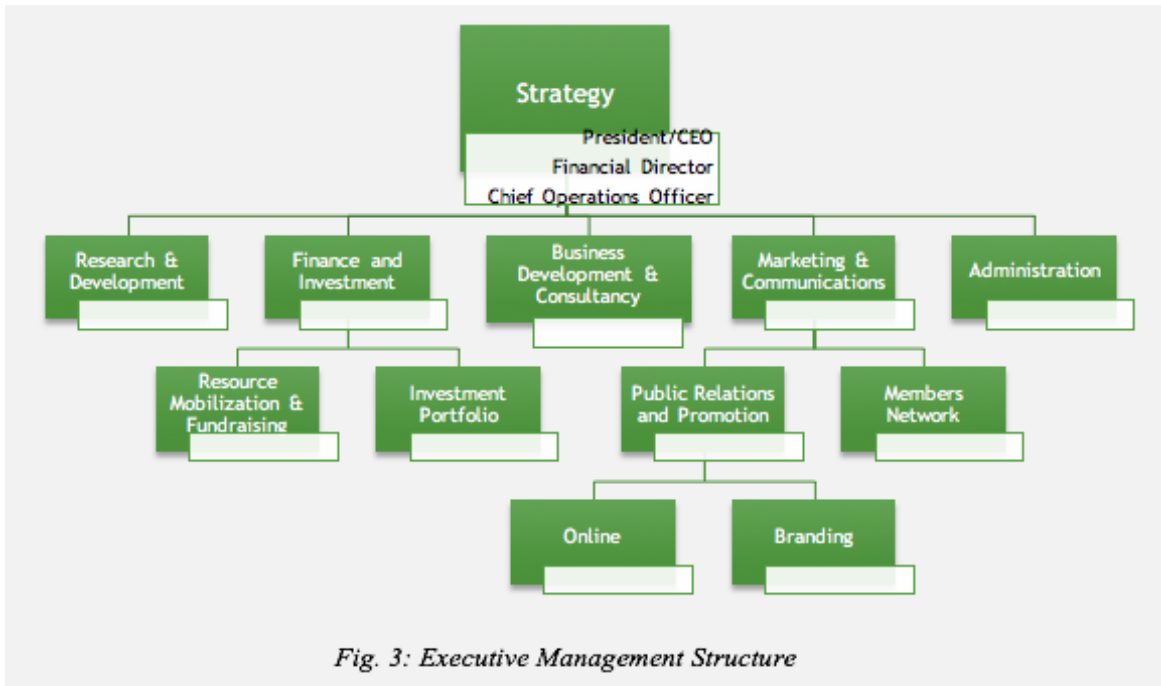 Strategy
President/CEO
Financial Director
Chief Operations Officer
Research &
Development
Finance and
Investment
Business
Development &
Consultancy
Marketing &
Communications
Administration
Resource
Mobilization &
Fundraising
Investment
Portfolio
Public Relations
and Promotion
Members
Network
Online
Branding
Fig. 3: Executive Management Structure